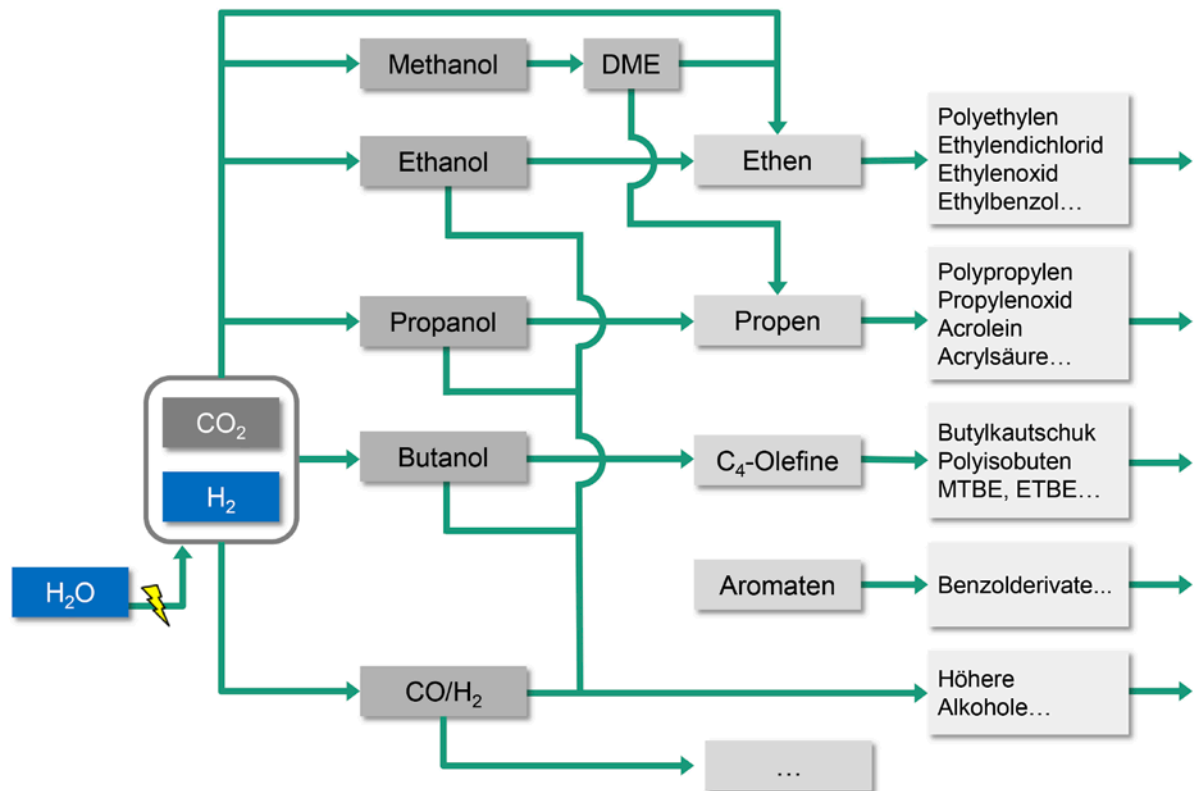 Methanol
DME
Ethanol
Ethen
Polyethylen
Ethylendichlorid
Ethylenoxid
Ethylbenzol…
Propanol
Propen
Polypropylen
Propylenoxid
Acrolein
Acrylsäure…
CO₂
H₂
Butanol
C₄-Olefine
Butylkautschuk
Polyisobuten
MTBE, ETBE…
H₂O
Aromaten
Benzolderivate...
CO/H₂
Höhere
Alkohole…
…